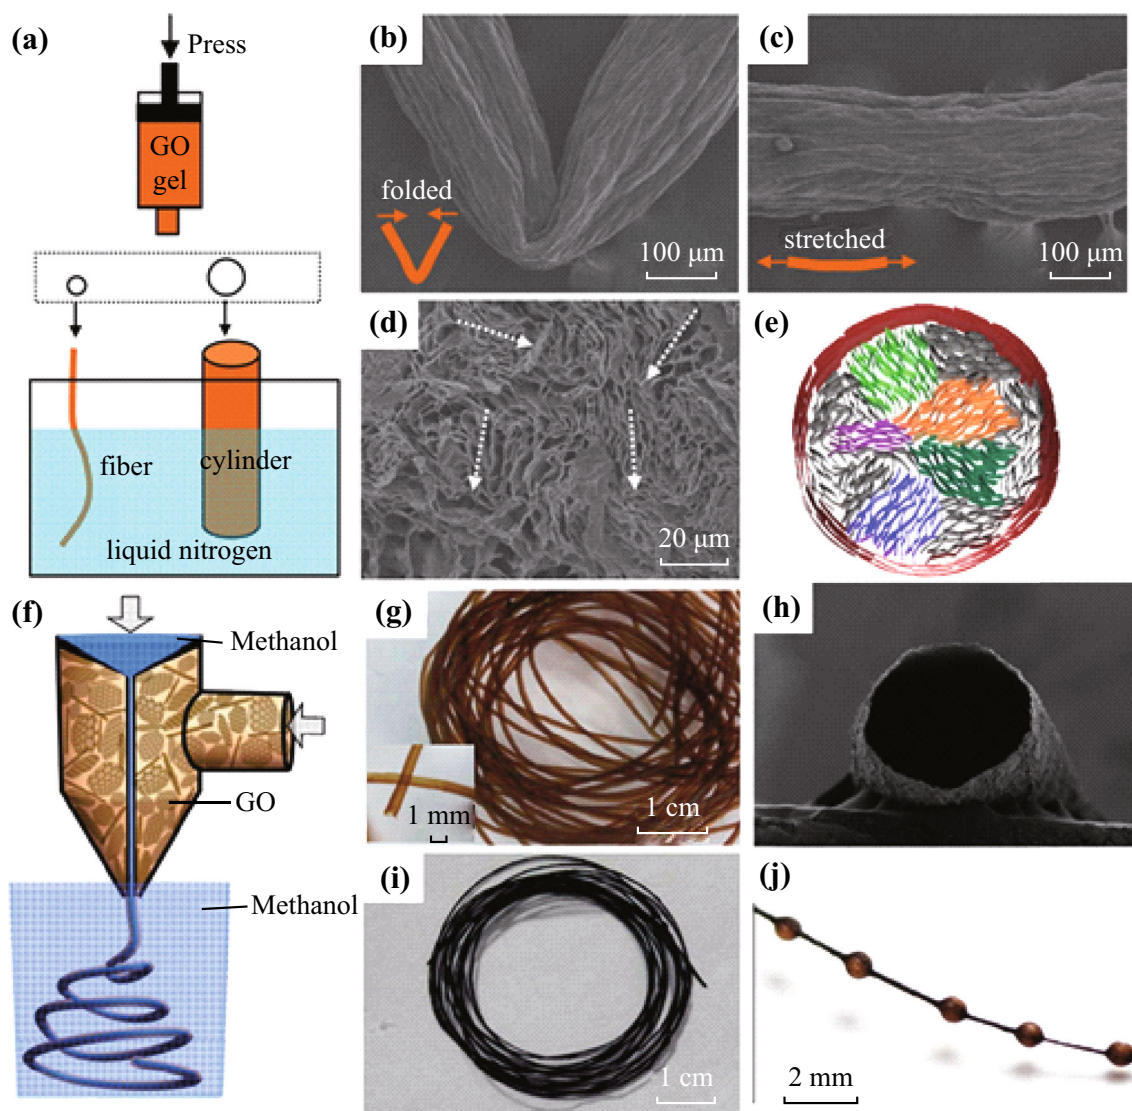 (a)
Press
GO
gel
fiber
cylinder
liquid nitrogen
(b)
folded
100 μm
(c)
stretched
100 μm
(d)
20 μm
(e)
(f)
Methanol
GO
Methanol
(g)
1 mm
1 cm
(h)
(i)
1 cm
(j)
2 mm